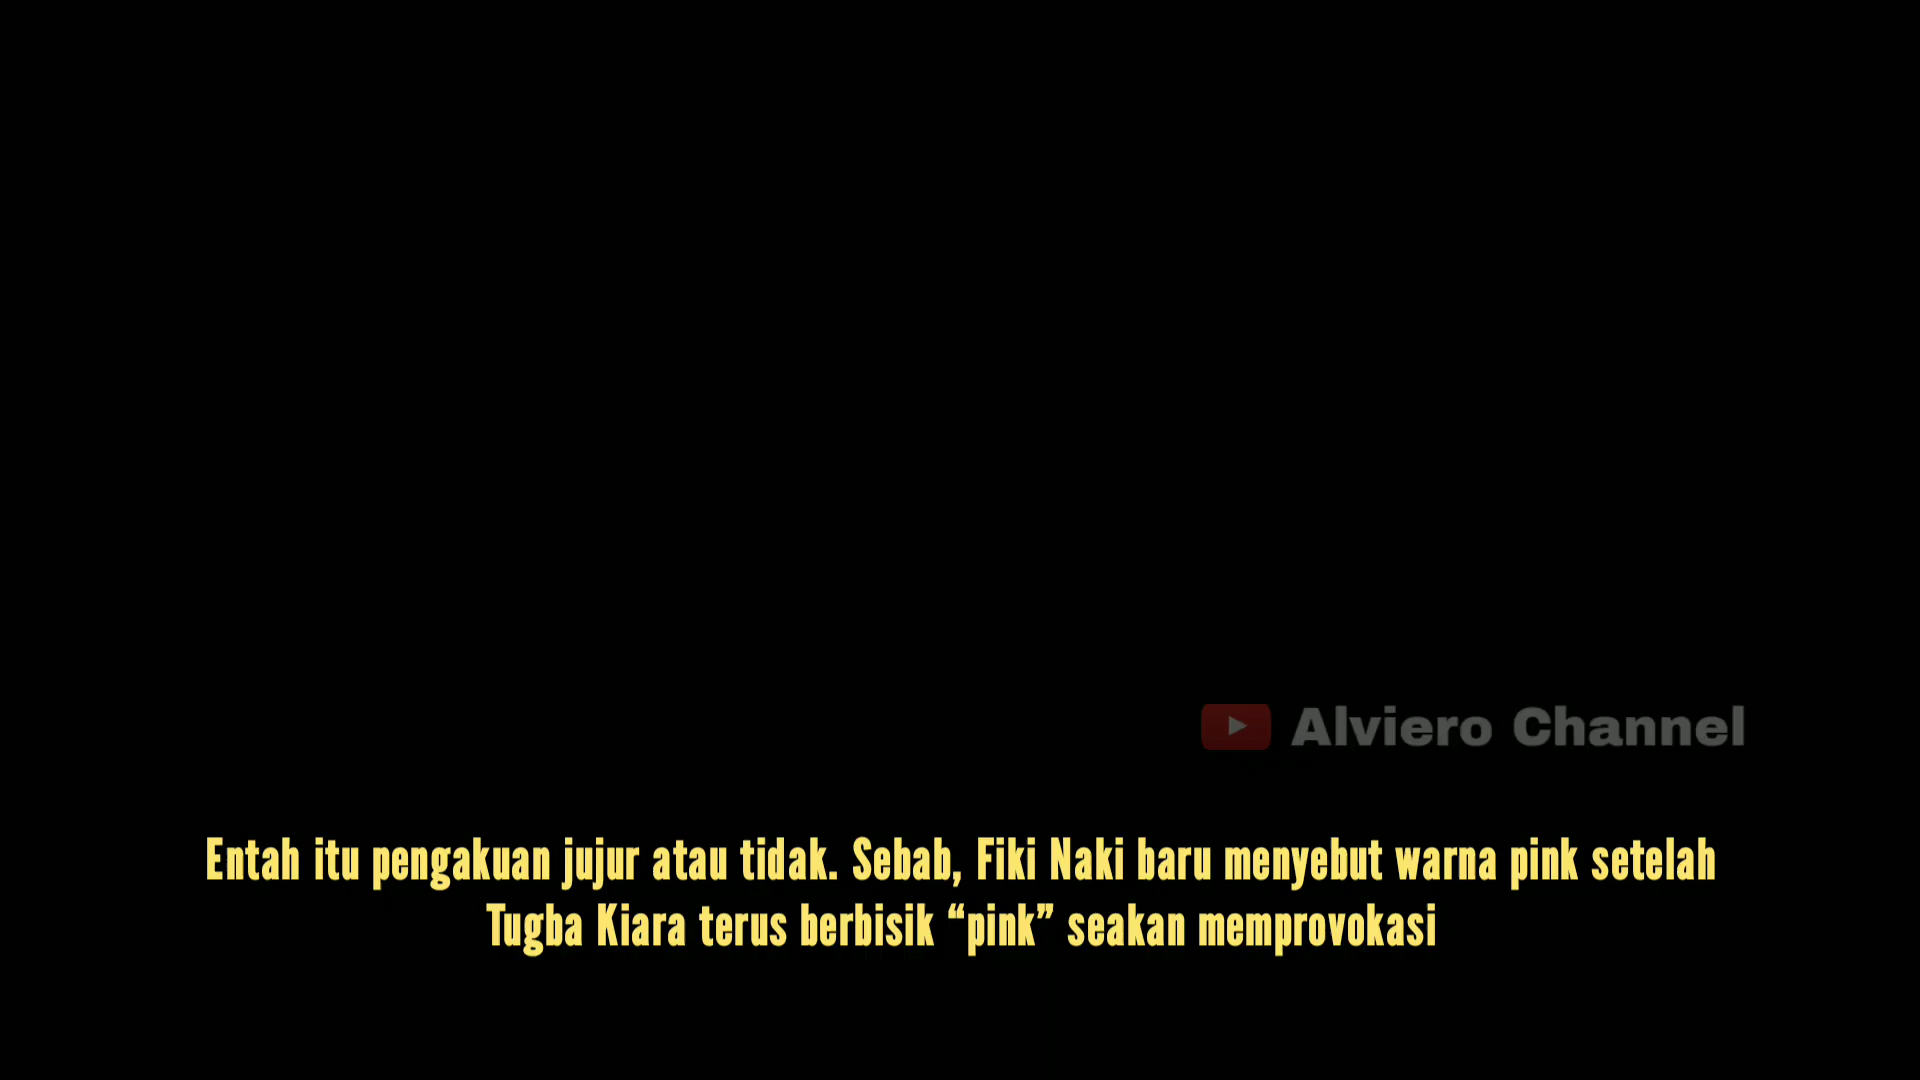 Alviero Channel
Entah itu pengakuan jujur atau tidak. Sebab, Fiki Naki baru menyebut warna pink setelah
Tugba Kiara terus berbisik “pink” seakan memprovokasi